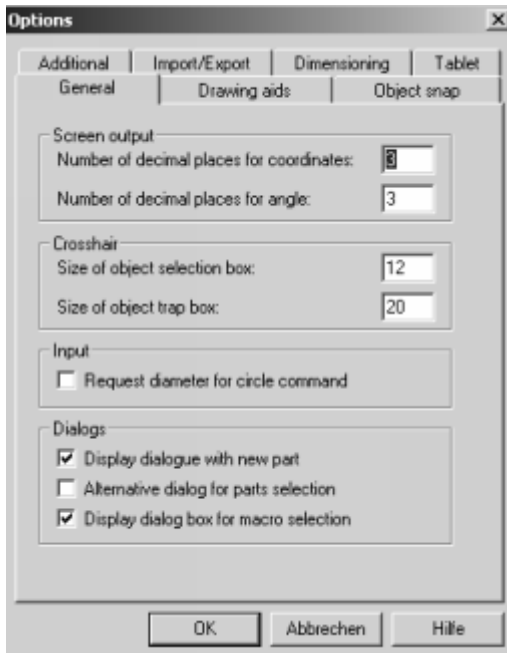 Options
Additional Import/Export Dimensioning Tablet
General Drawing aids Object snap
Screen output
Number of decimal places for coordinates: 3
Number of decimal places for angle: 3
Crosshair
Size of object selection box: 12
Size of object trap box: 20
Input
Request diameter for circle command
Dialogs
Display dialogue with new part
Alternative dialog for parts selection
Display dialog box for macro selection
OK Abbrechen Hilfe